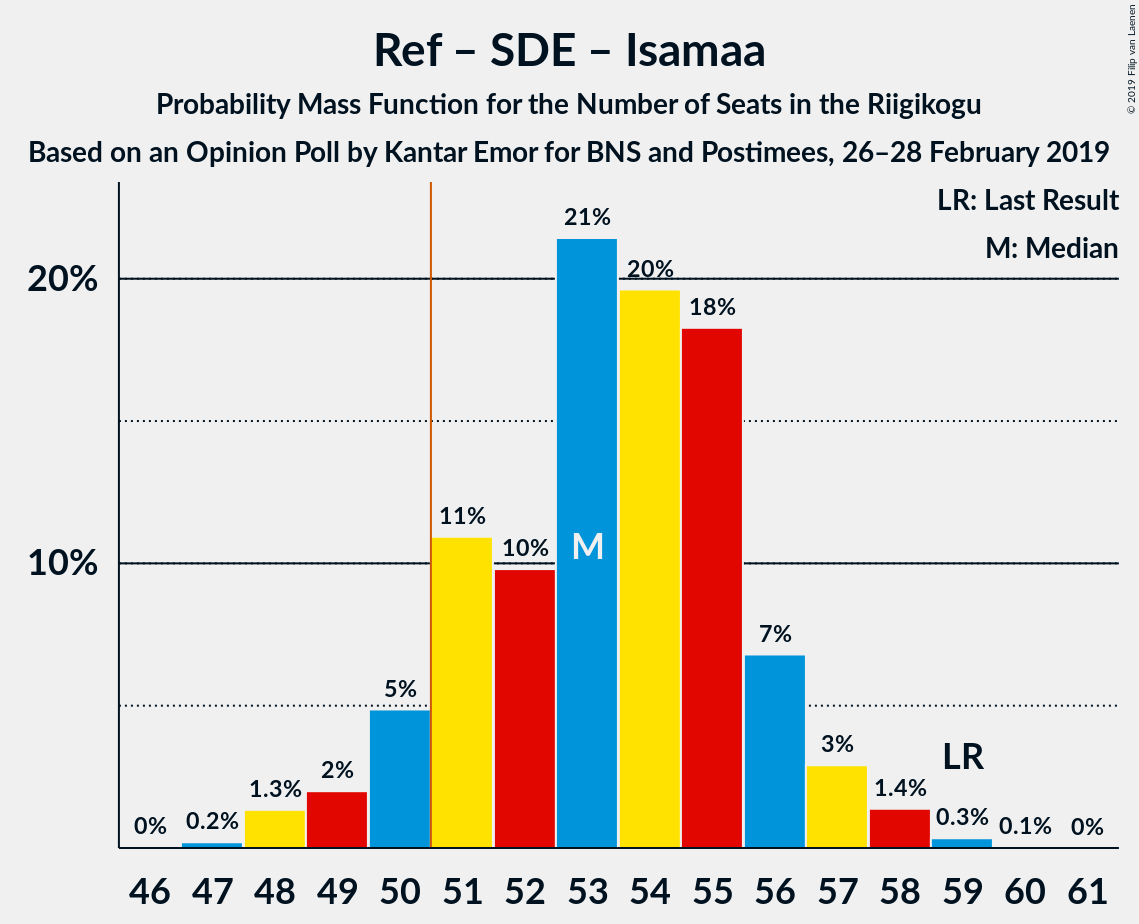 Ref – SDE – Isamaa
Probability Mass Function for the Number of Seats in the Riigikogu
Based on an Opinion Poll by Kantar Emor for BNS and Postimees, 26–28 February 2019
© 2019 Filip van Laenen
LR: Last Result
M: Median
20%
10%
0%
0.2%
1.3%
2%
5%
11%
10%
21%
20%
18%
7%
3%
1.4%
0.3%
0.1%
0%
M
LR
46 47 48 49 50 51 52 53 54 55 56 57 58 59 60 61